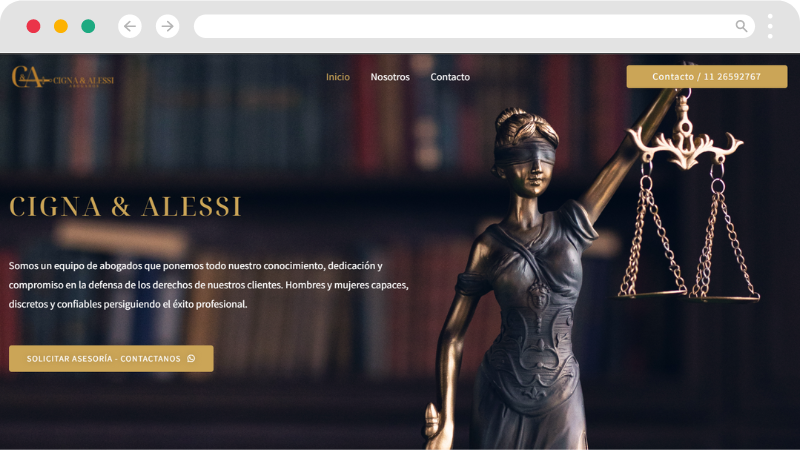 CA CIGNA & ALESSI
Inicio Nosotros Contacto
Contacto / 11 26592767
CIGNA & ALESSI
Somos un equipo de abogados que ponemos todo nuestro conocimiento, dedicación y
compromiso en la defensa de los derechos de nuestros clientes. Hombres y mujeres capaces,
discretos y confiables persiguiendo el éxito profesional.
SOLICITAR ASESORÍA - CONTACTANOS